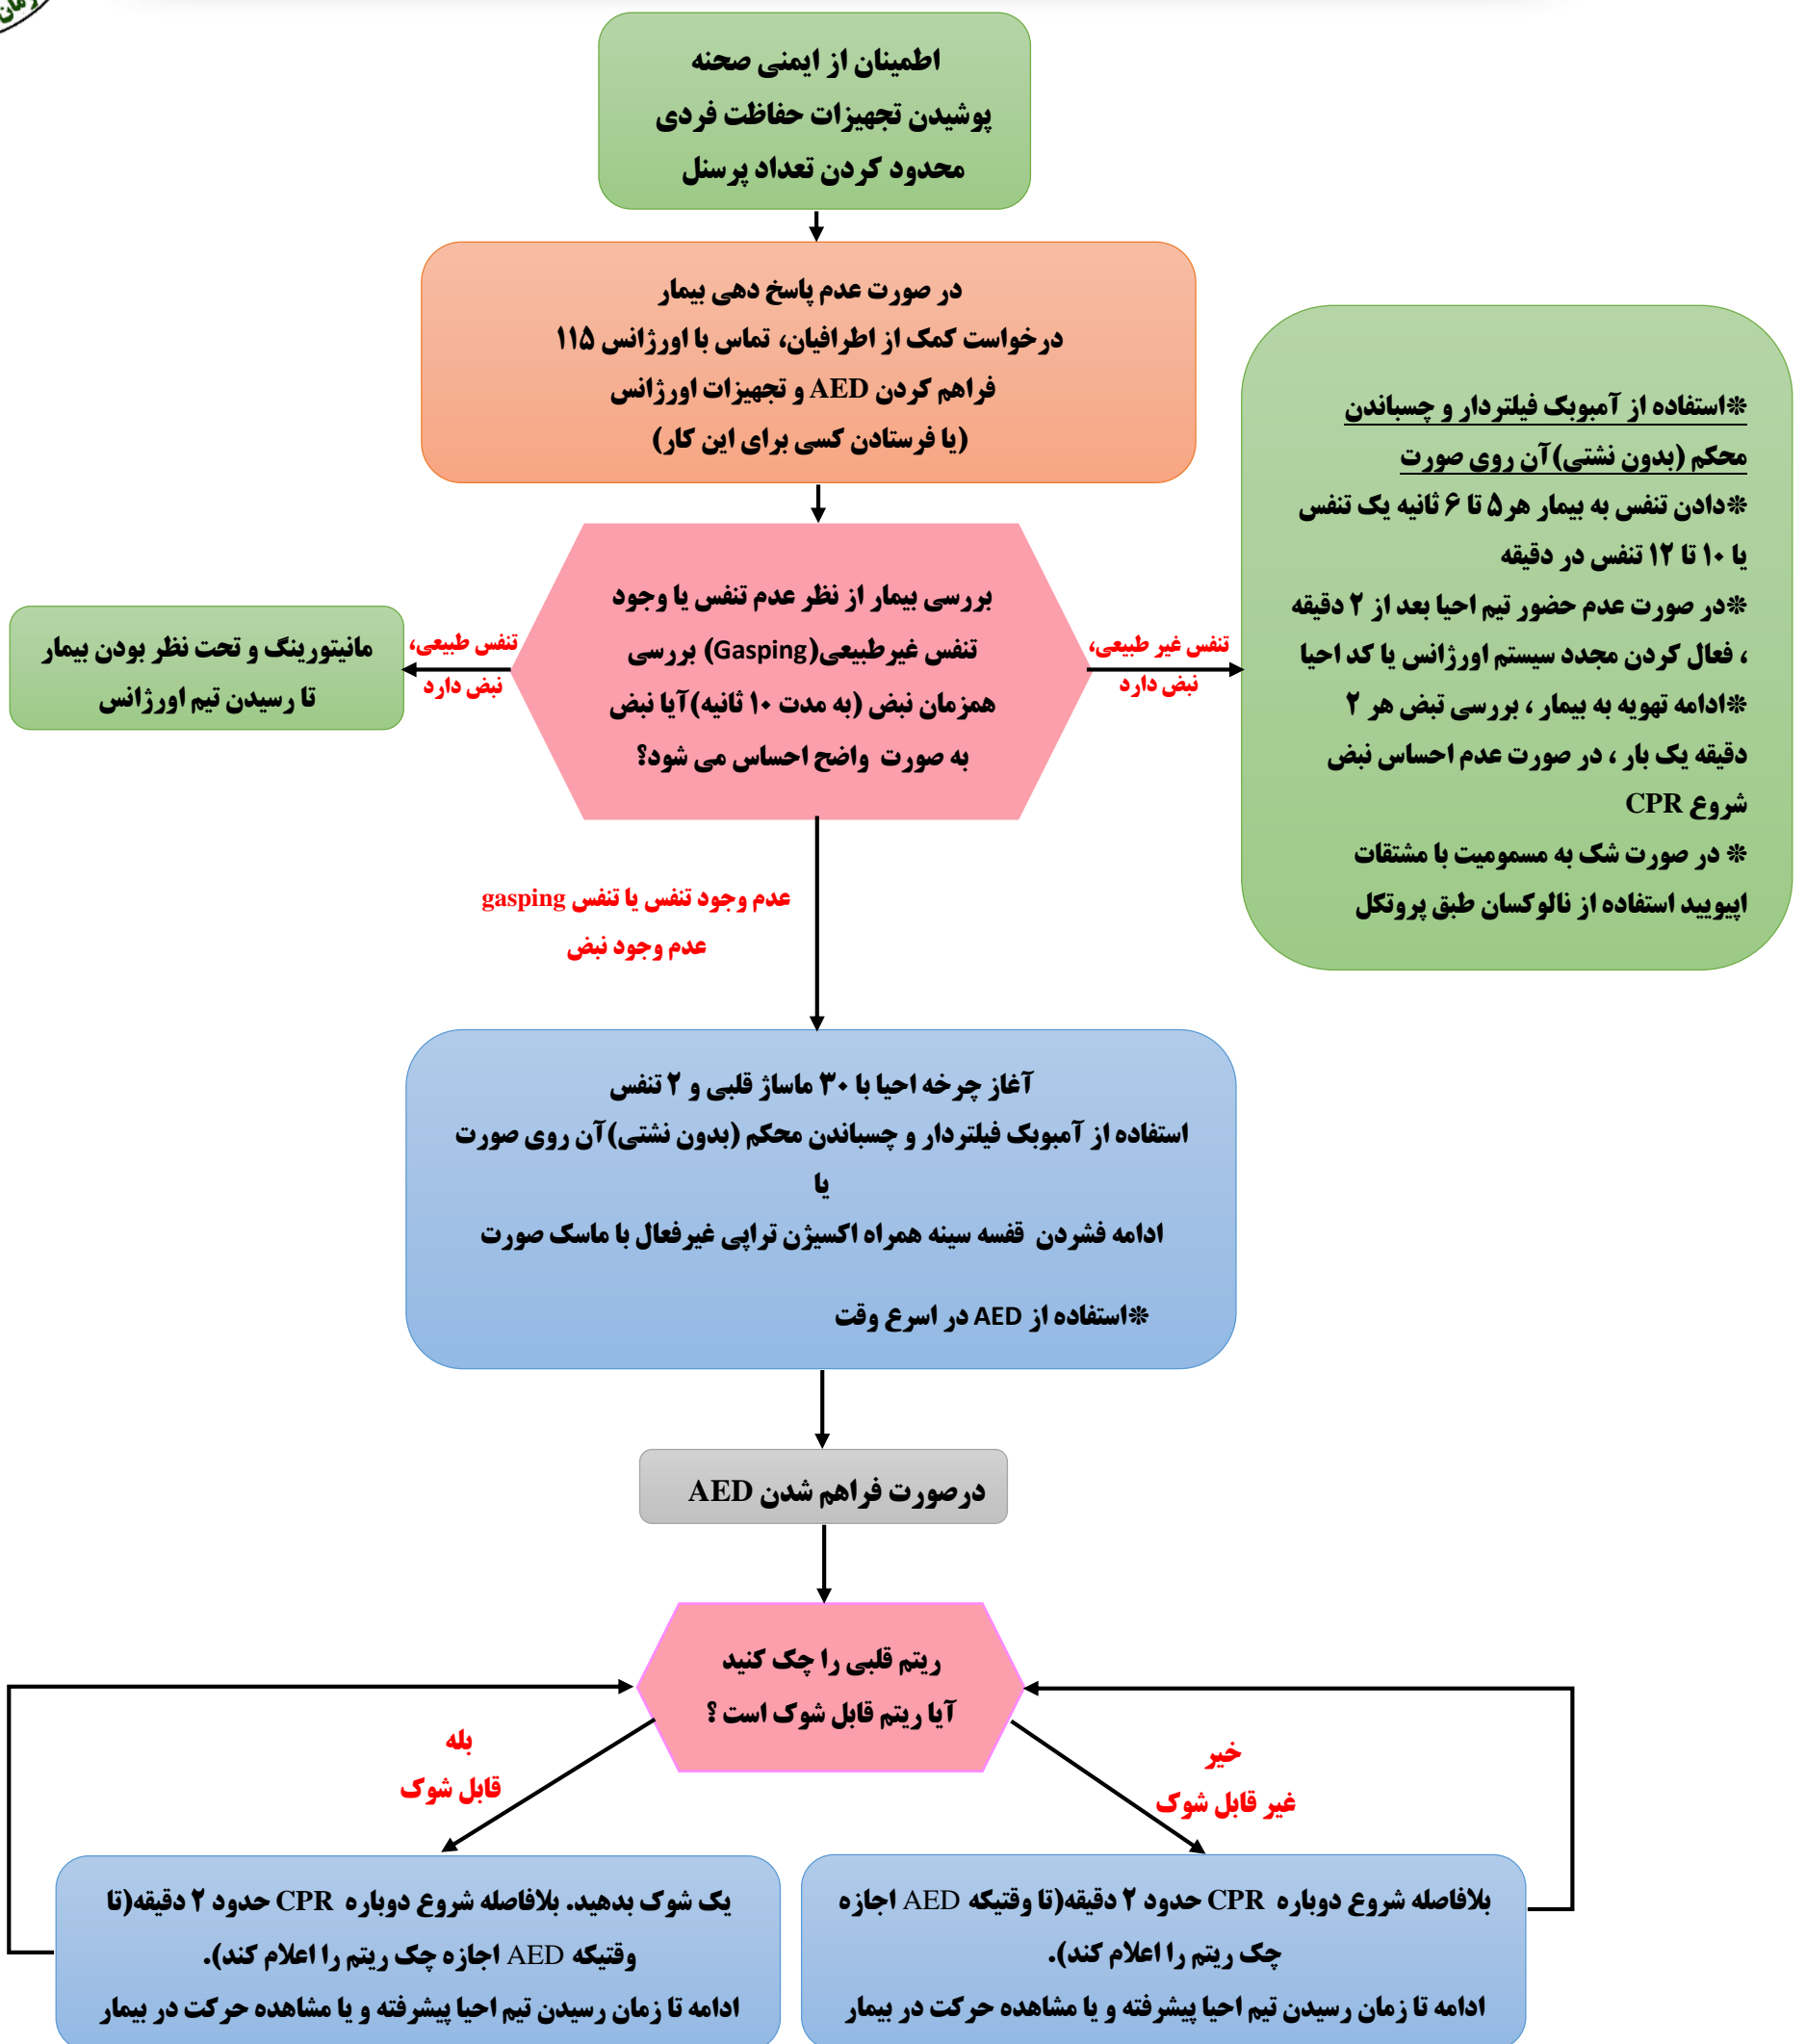 اطمینان از ایمنی صحنه
پوشیدن تجهیزات حفاظت فردی
محدود کردن تعداد پرسنل
در صورت عدم پاسخ دهی بیمار
درخواست کمک از اطرافیان، تماس با اورژانس ۱۱۵
فراهم کردن AED و تجهیزات اورژانس
(یا فرستادن کسی برای این کار)
بررسی بیمار از نظر عدم تنفس یا وجود
تنفس غیرطبیعی(Gasping) بررسی
همزمان نبض (به مدت ۱۰ ثانیه)آیا نبض
به صورت واضح احساس می شود؟
تنفس غیر طبیعی،
نبض دارد
*استفاده از آمبوبک فیلتردار و چسباندن
محکم (بدون نشتی)آن روی صورت
*دادن تنفس به بیمار هر ۵ تا ۶ ثانیه یک تنفس
یا ۱۰ تا ۱۲ تنفس در دقیقه
*در صورت عدم حضور تیم احیا بعد از ۲ دقیقه
، فعال کردن مجدد سیستم اورژانس یا کد احیا
*ادامه تهویه به بیمار ، بررسی تبض هر ۲
دقیقه یک بار ، در صورت عدم احساس نبض
شروع CPR
* در صورت شک به مسمومیت با مشتقات
اپیویید استفاده از نالوکسان طبق پروتکل
تنفس طبیعی،
نبض دارد
مانیتورینگ و تحت نظر بودن بیمار
تا رسیدن تیم اورژانس
عدم وجود تنفس یا تنفس gasping
عدم وجود نبض
آغاز چرخه احیا با ۳۰ ماساژ قلبی و ۲ تنفس
استفاده از آمبوبک فیلتردار و چسباندن محکم (بدون نشتی)آن روی صورت
یا
ادامه فشردن قفسه سینه همراه اکسیژن تراپی غیرفعال با ماسک صورت
*استفاده از AED در اسرع وقت
درصورت فراهم شدن AED
ریتم قلبی را چک کنید
آیا ریتم قابل شوک است ؟
خیر
غیر قابل شوک
بله
قابل شوک
بلافاصله شروع دوباره CPR حدود ۲ دقیقه(تا وقتیکه AED اجازه
چک ریتم را اعلام کند).
ادامه تا زمان رسیدن تیم احیا پیشرفته و یا مشاهده حرکت در بیمار
یک شوک بدهید. بلافاصله شروع دوباره CPR حدود ۲ دقیقه(تا
وقتیکه AED اجازه چک ریتم را اعلام کند).
ادامه تا زمان رسیدن تیم احیا پیشرفته و یا مشاهده حرکت در بیمار